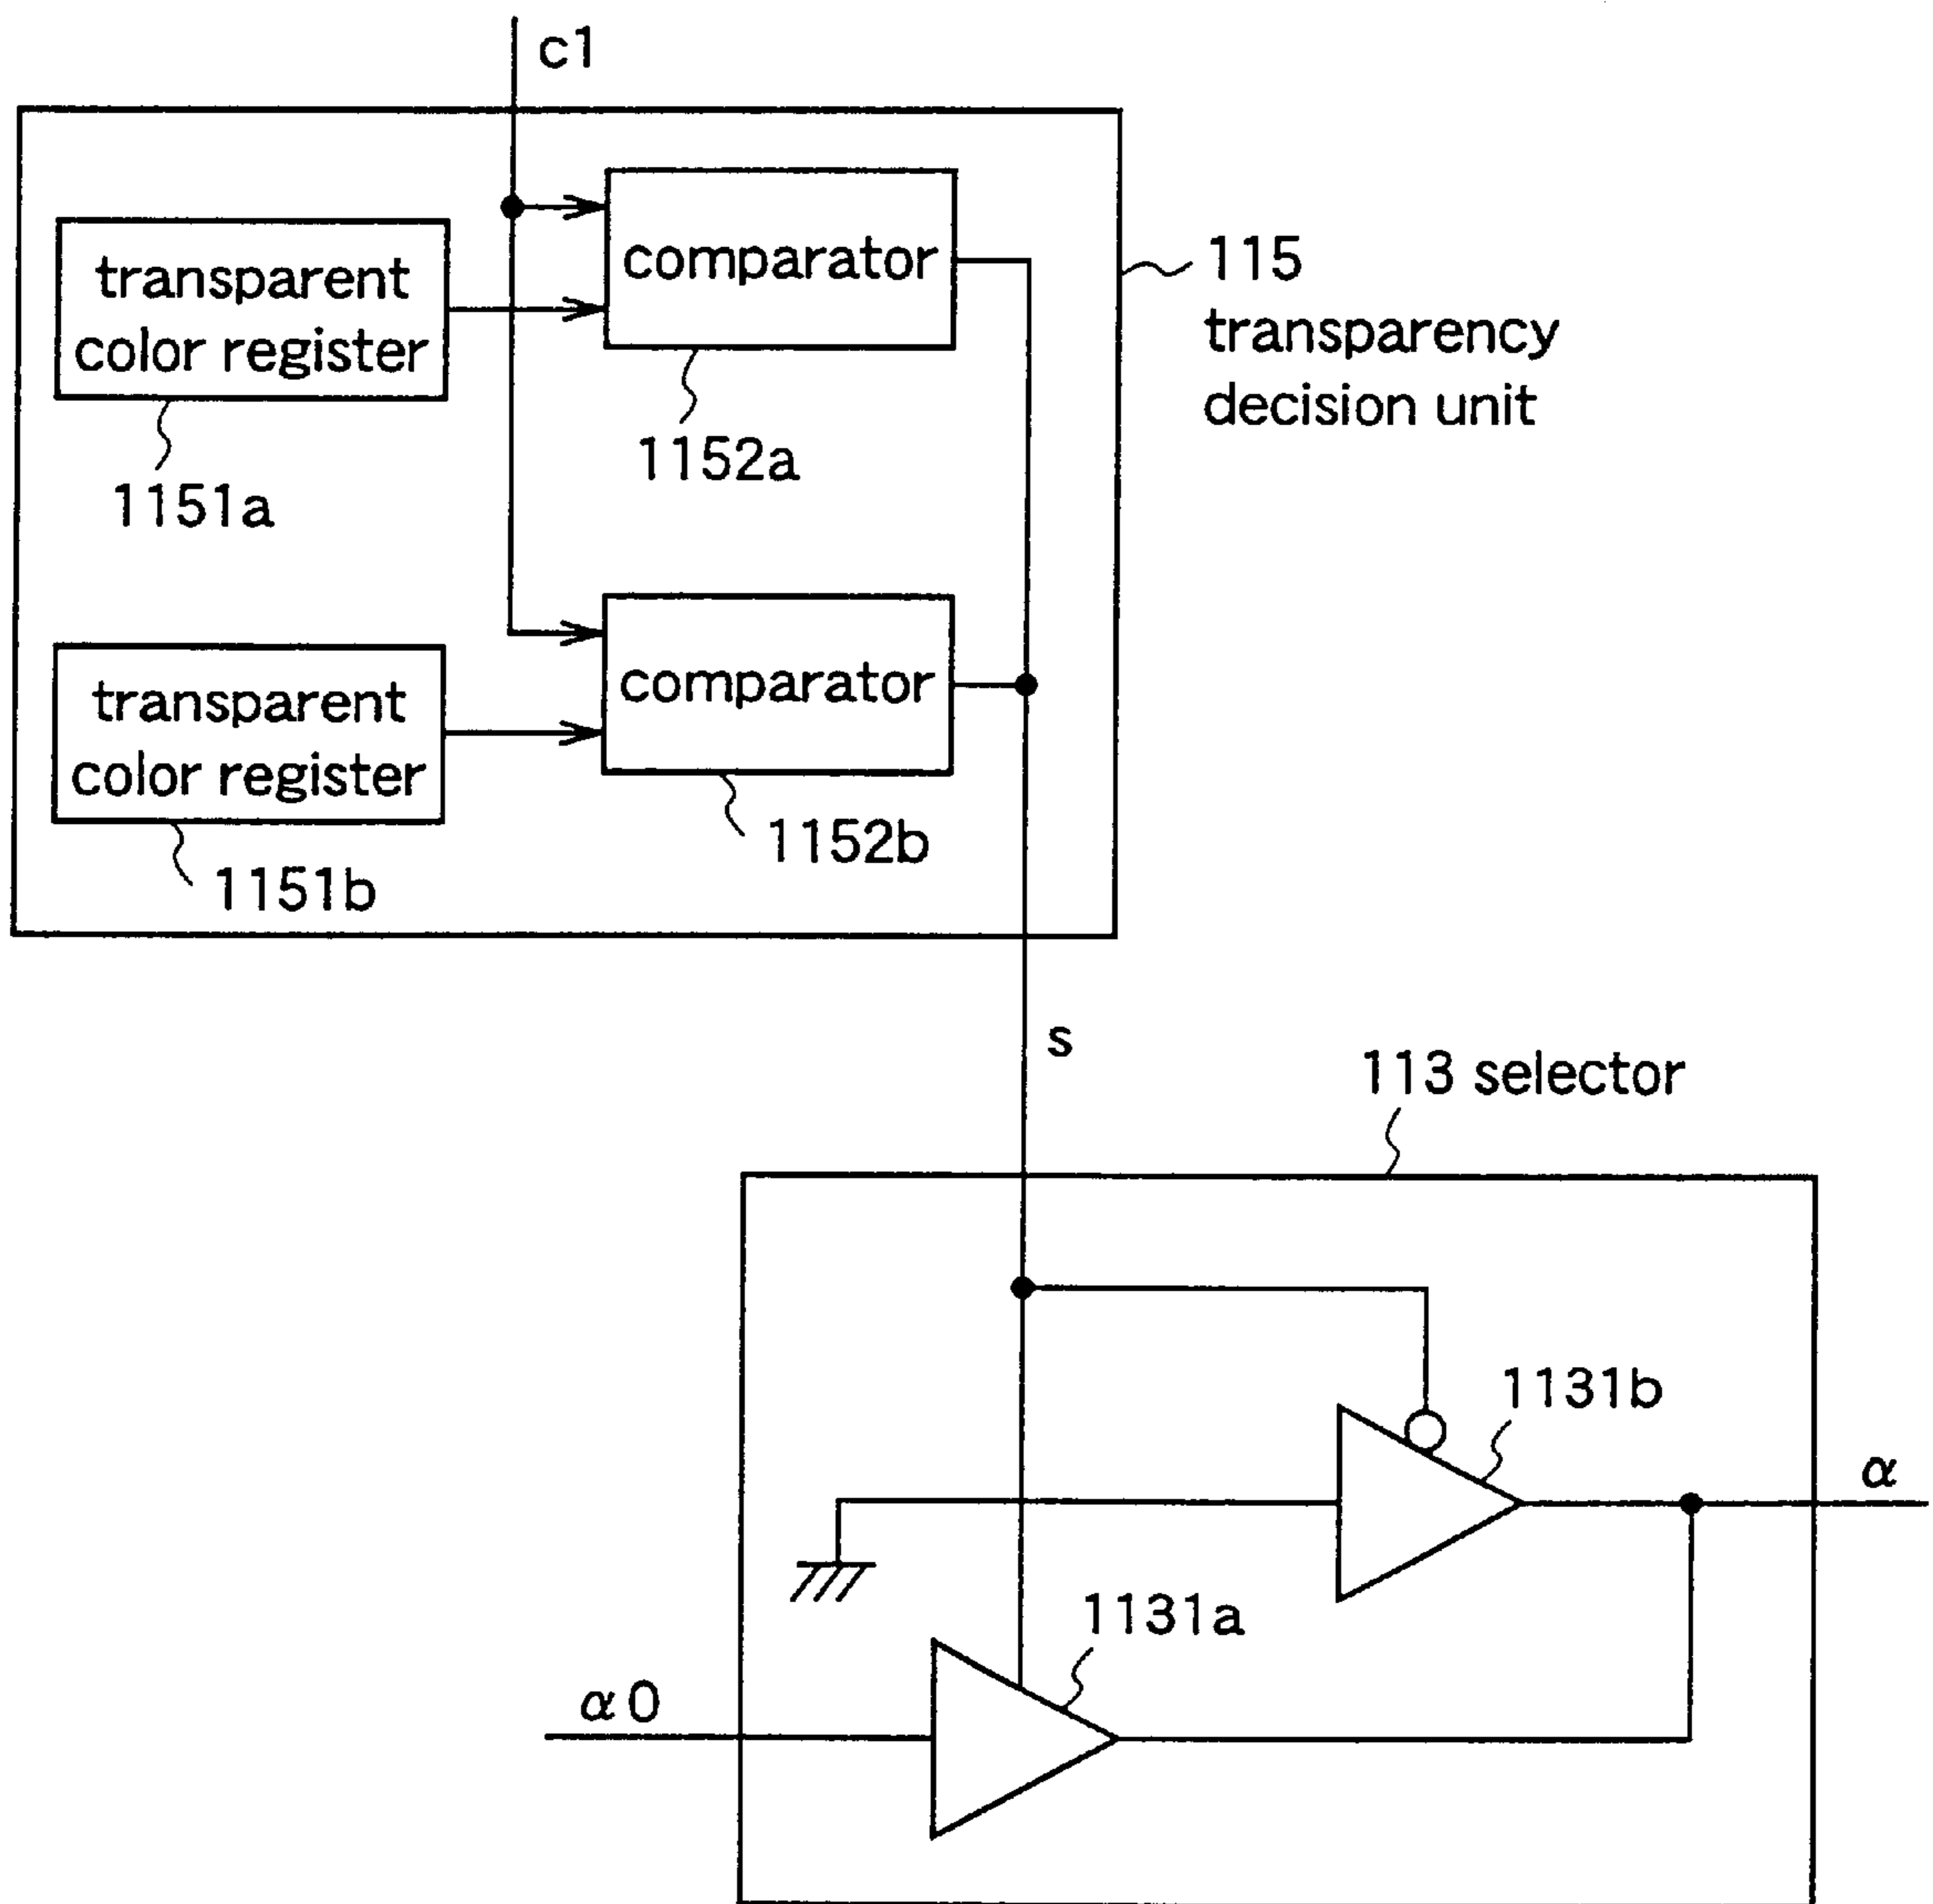 c1
transparent
color register
comparator
115
transparency
decision unit
1152a
1151a
transparent
color register
comparator
1152b
1151b
s
113 selector
1131b
α
1131a
α0